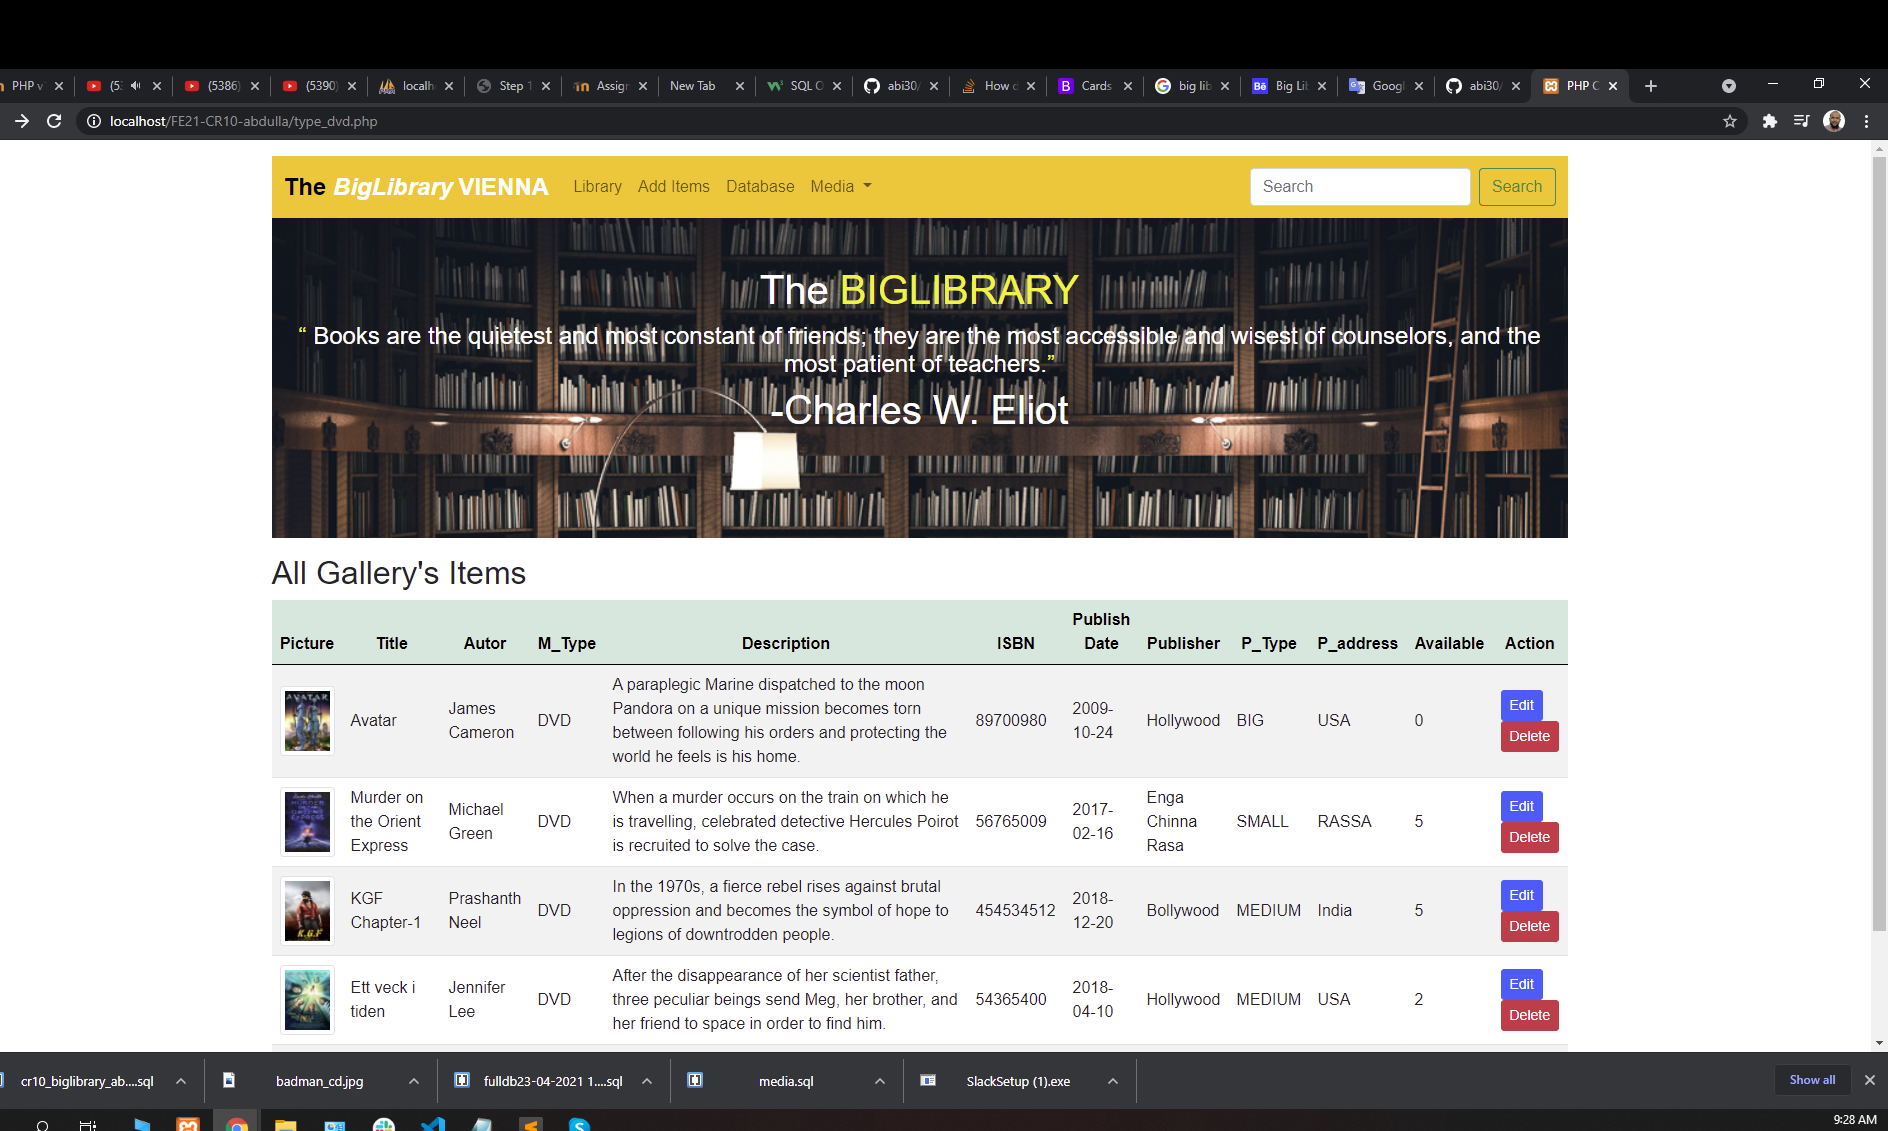 PHP v
(5:
(5386)
(5390)
localh
Step 1
Assign
New Tab
SQL O
abi30/
How d
Cards
big lib
Big Lib
Googl
abi30/
PHP C
localhost/FE21-CR10-abdulla/type_dvd.php
The BigLibrary VIENNA Library Add Items Database Media Search Search
The BIGLIBRARY
“ Books are the quietest and most constant of friends; they are the most accessible and wisest of counselors, and the
most patient of teachers.”
-Charles W. Eliot
All Gallery's Items
Picture Title Autor M_Type Description ISBN Publish Date Publisher P_Type P_address Available Action
AVATAR
Avatar
James
Cameron
DVD
A paraplegic Marine dispatched to the moon
Pandora on a unique mission becomes torn
between following his orders and protecting the
world he feels is his home.
89700980
2009-
10-24
Hollywood
BIG
USA
0
Edit
Delete
Murder on
the Orient
Express
Michael
Green
DVD
When a murder occurs on the train on which he
is travelling, celebrated detective Hercules Poirot
is recruited to solve the case.
56765009
2017-
02-16
Enga
Chinna
Rasa
SMALL
RASSA
5
Edit
Delete
K.G.F
KGF
Chapter-1
Prashanth
Neel
DVD
In the 1970s, a fierce rebel rises against brutal
oppression and becomes the symbol of hope to
legions of downtrodden people.
454534512
2018-
12-20
Bollywood
MEDIUM
India
5
Edit
Delete
Ett veck i
tiden
Jennifer
Lee
DVD
After the disappearance of her scientist father,
three peculiar beings send Meg, her brother, and
her friend to space in order to find him.
54365400
2018-
04-10
Hollywood
MEDIUM
USA
2
Edit
Delete
cr10_biglibrary_ab....sql
badman_cd.jpg
fulldb23-04-2021 1....sql
media.sql
SlackSetup (1).exe
Show all
9:28 AM